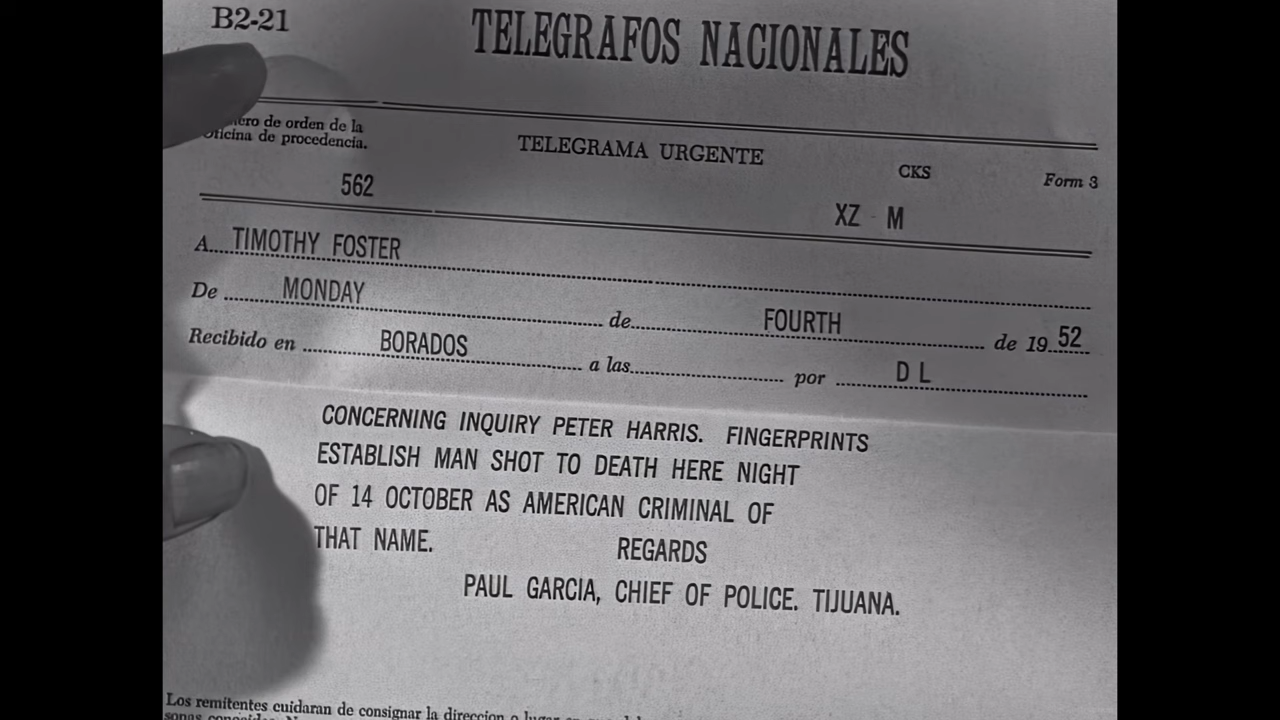 B2-21
TELEGRAFOS NACIONALES
de orden de la
Oficina de procedencia.
TELEGRAMA URGENTE
CKS
Form 3
562
XZ - M
A.... TIMOTHY FOSTER
De ........ MONDAY ........ de ........ FOURTH ........ de 19 52
Recibido en ........ BORADOS ........ a las ........ por ........ D L
CONCERNING INQUIRY PETER HARRIS. FINGERPRINTS
ESTABLISH MAN SHOT TO DEATH HERE NIGHT
OF 14 OCTOBER AS AMERICAN CRIMINAL OF
THAT NAME. REGARDS
PAUL GARCIA, CHIEF OF POLICE. TIJUANA.
Los remitentes cuidaran de consignar la direccion o lugar